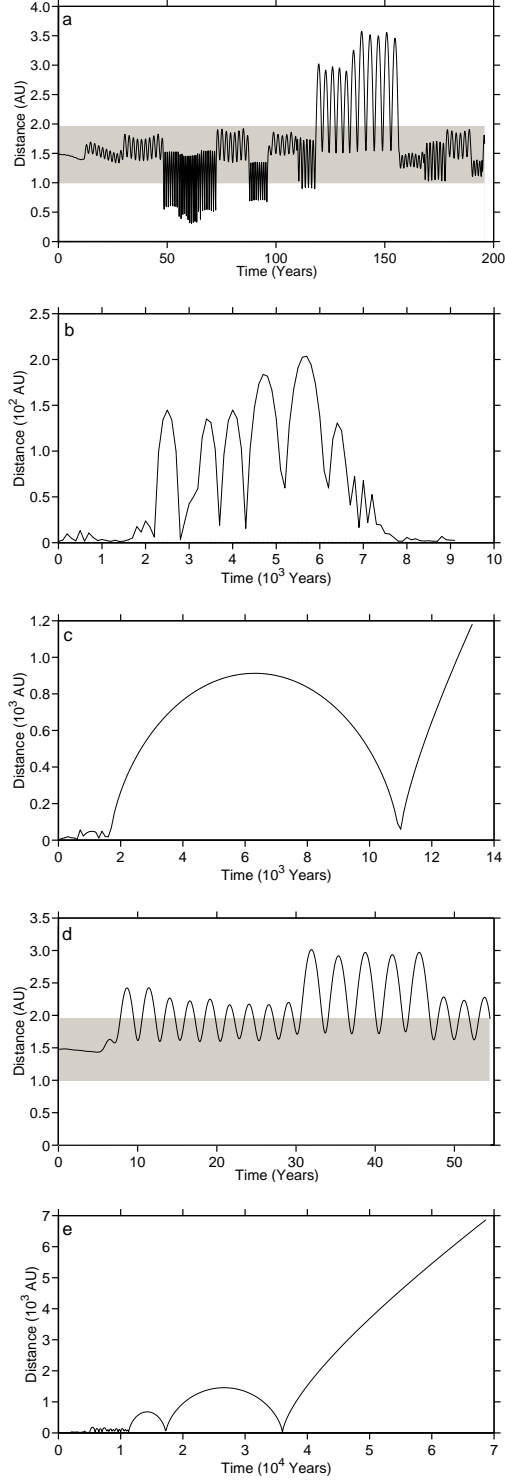 a
4.0
3.5
3.0
2.5
2.0
1.5
1.0
0.5
0
Distance (AU)
0 50 100 150 200
Time (Years)
b
2.5
2.0
1.5
1.0
0.5
0
Distance (10² AU)
0 1 2 3 4 5 6 7 8 9 10
Time (10³ Years)
c
1.2
1.0
0.8
0.6
0.4
0.2
0
Distance (10³ AU)
0 2 4 6 8 10 12 14
Time (10³ Years)
d
3.5
3.0
2.5
2.0
1.5
1.0
0.5
0
Distance (AU)
0 10 20 30 40 50
Time (Years)
e
7
6
5
4
3
2
1
0
Distance (10³ AU)
0 1 2 3 4 5 6 7
Time (10⁴ Years)